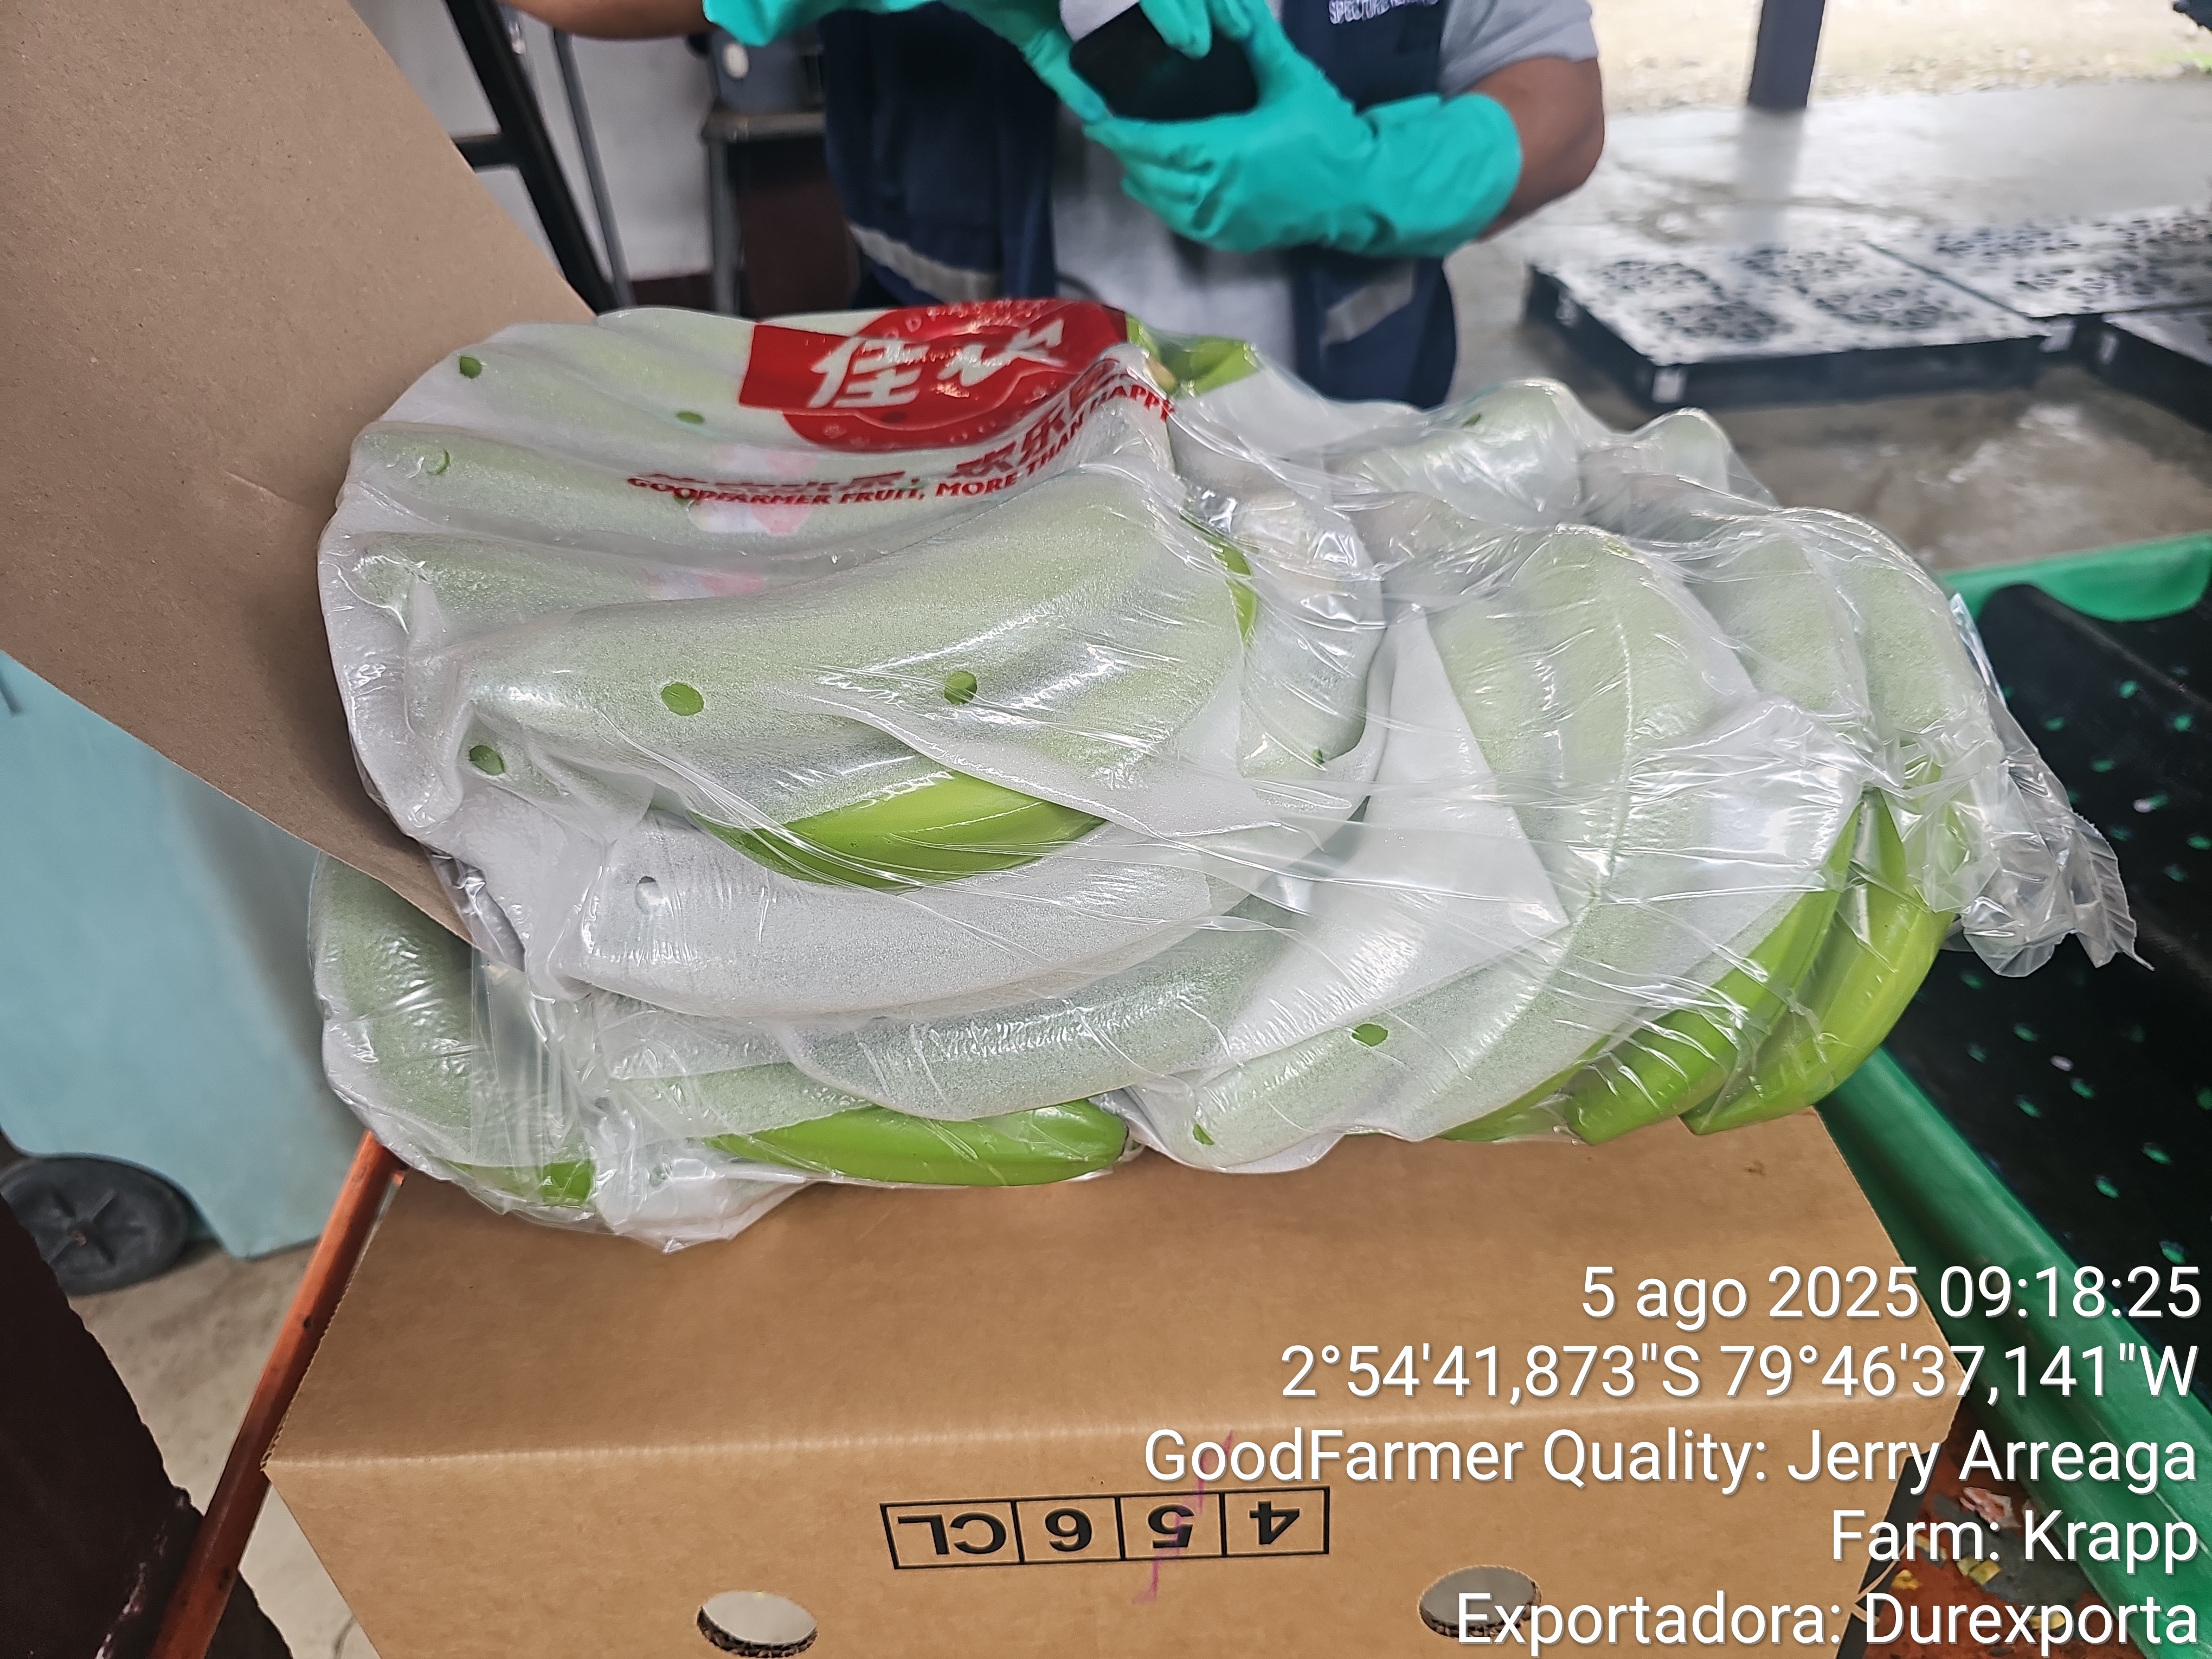 佳农
GOODFARMER FRUIT, MORE THAN HAPPY
4 5 6 CL
5 ago 2025 09:18:25
2°54'41,873"S 79°46'37,141"W
GoodFarmer Quality: Jerry Arreaga
Farm: Krapp
Exportadora: Durexporta